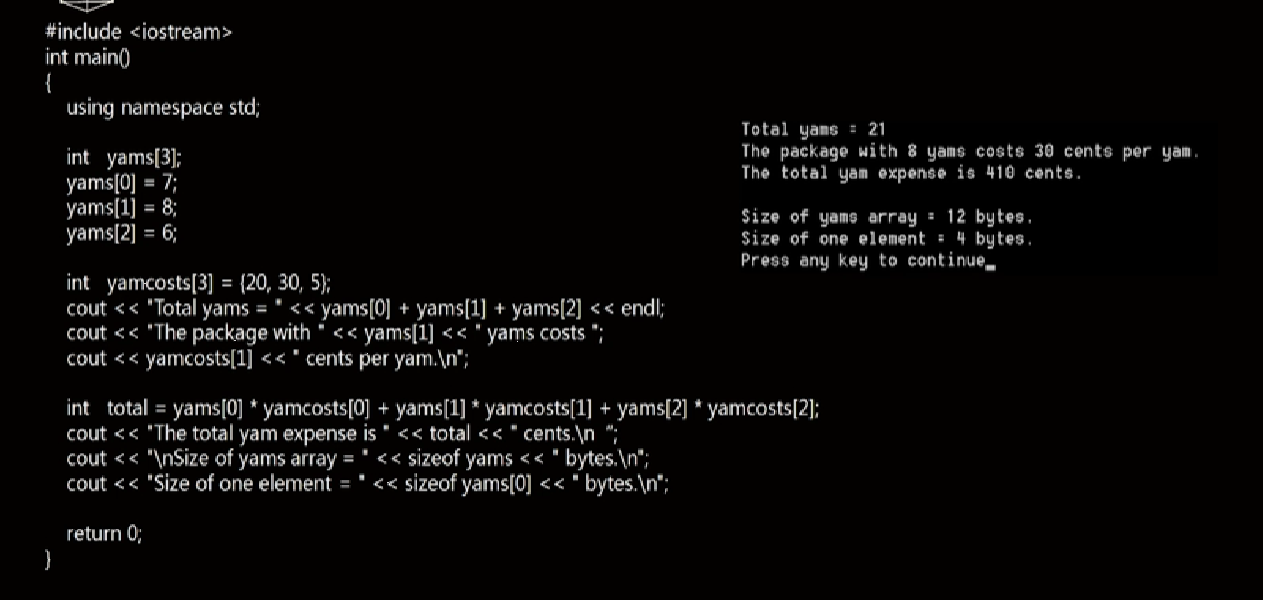 #include <iostream>
int main()
{
using namespace std;
int yams[3];
yams[0] = 7;
yams[1] = 8;
yams[2] = 6;
int yamcosts[3] = {20, 30, 5};
cout << "Total yams = " << yams[0] + yams[1] + yams[2] << endl;
cout << "The package with " << yams[1] << " yams costs ";
cout << yamcosts[1] << " cents per yam.\n";
int total = yams[0] * yamcosts[0] + yams[1] * yamcosts[1] + yams[2] * yamcosts[2];
cout << "The total yam expense is " << total << " cents.\n ";
cout << "\nSize of yams array = " << sizeof yams << " bytes.\n";
cout << "Size of one element = " << sizeof yams[0] << " bytes.\n";
return 0;
}
Total yams = 21
The package with 8 yams costs 30 cents per yam.
The total yam expense is 410 cents.
Size of yams array = 12 bytes.
Size of one element = 4 bytes.
Press any key to continue_